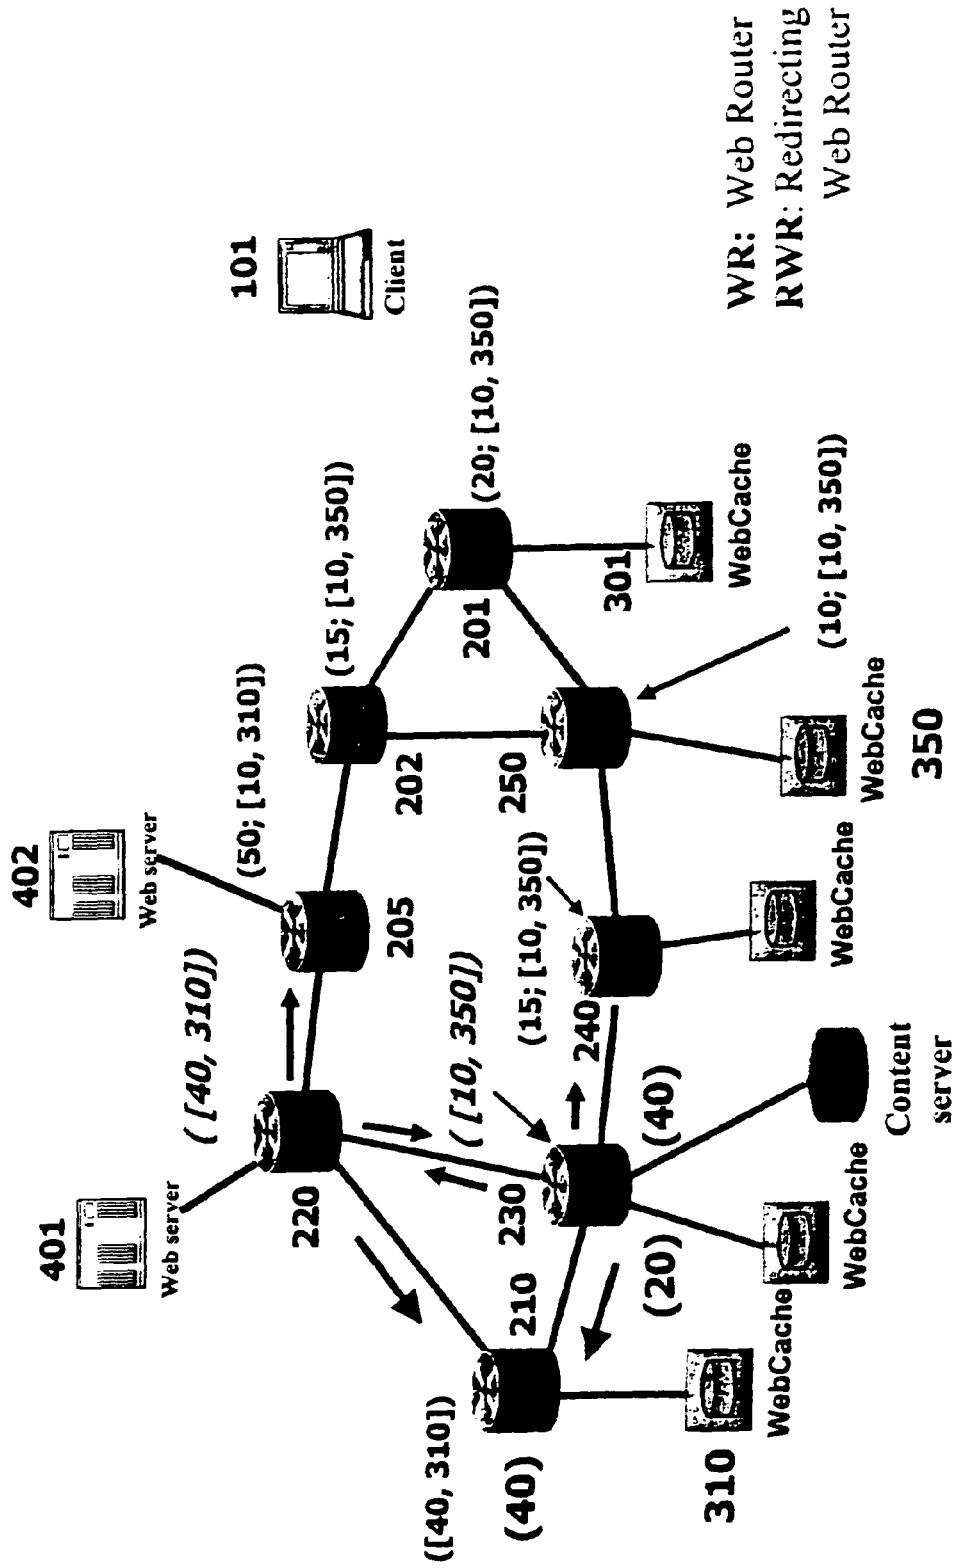 401
Web server
402
Web server
101
Client
( [40, 310])
(50; [10, 310])
(15; [10, 350])
(20; [10, 350])
220
205
202
201
([40, 310])
(40)
210
230
( [10, 350])
(15; [10, 350])
240
250
301
WebCache
(20)
(40)
310
WebCache
WebCache
Content
server
WebCache
WebCache
350
(10; [10, 350])
WR: Web Router
RWR: Redirecting
Web Router